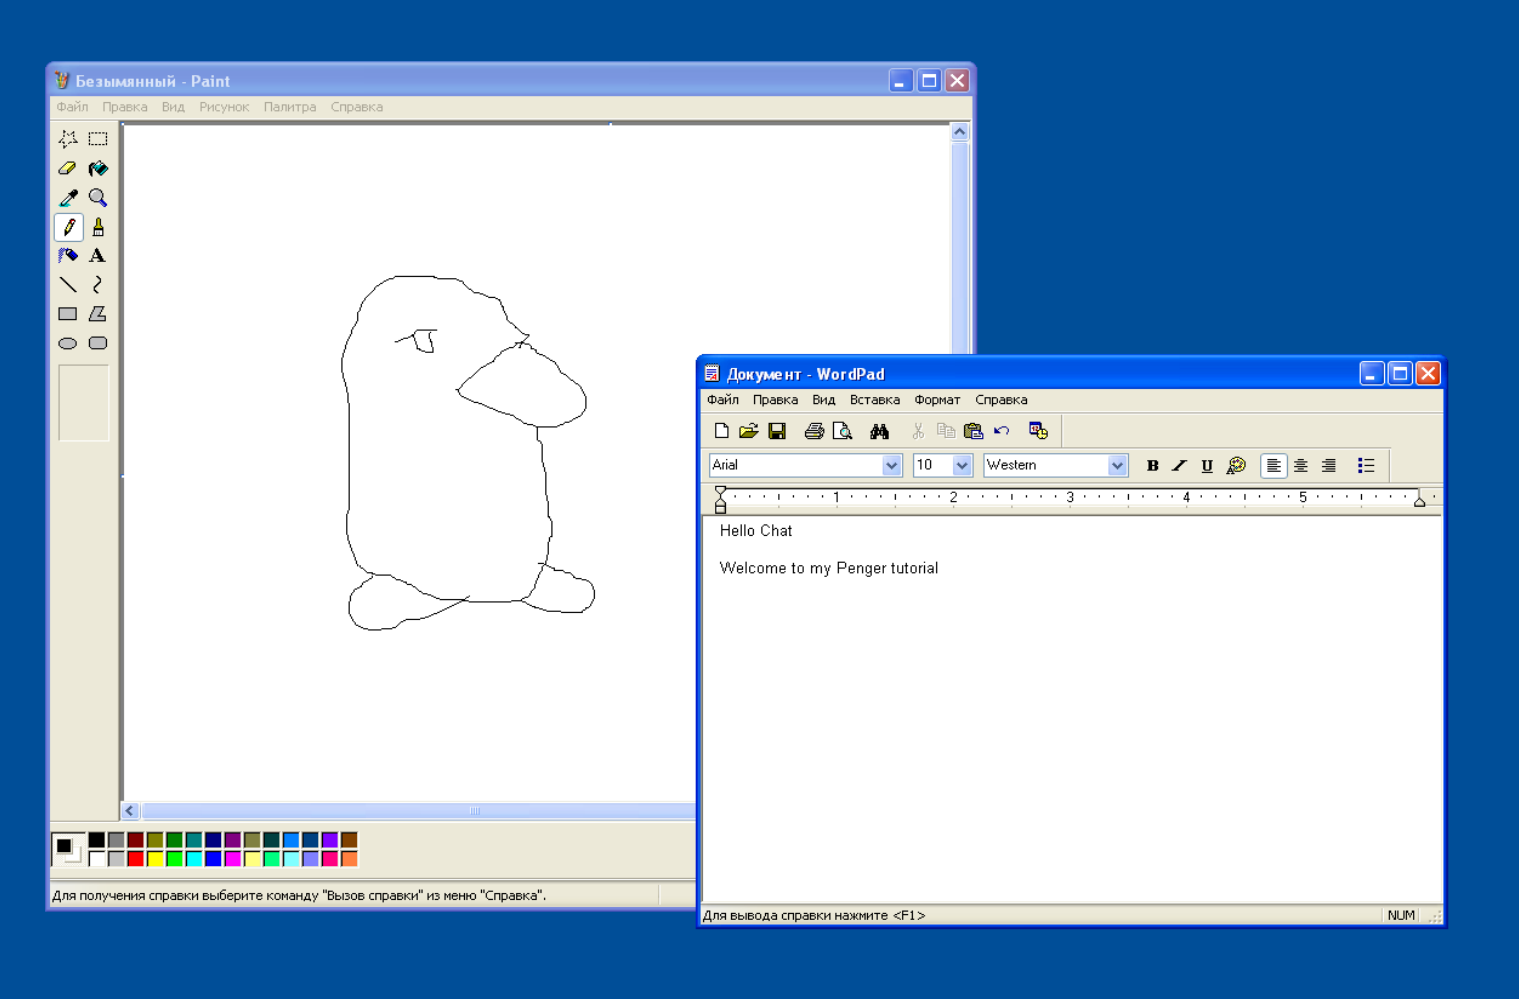 Безымянный - Paint
Файл Правка Вид Рисунок Палитра Справка
A
Для получения справки выберите команду "Вызов справки" из меню "Справка".
Документ - WordPad
Файл Правка Вид Вставка Формат Справка
Arial 10 Western B / U
1 2 3 4 5
Hello Chat
Welcome to my Penger tutorial
Для вывода справки нажмите <F1> NUM